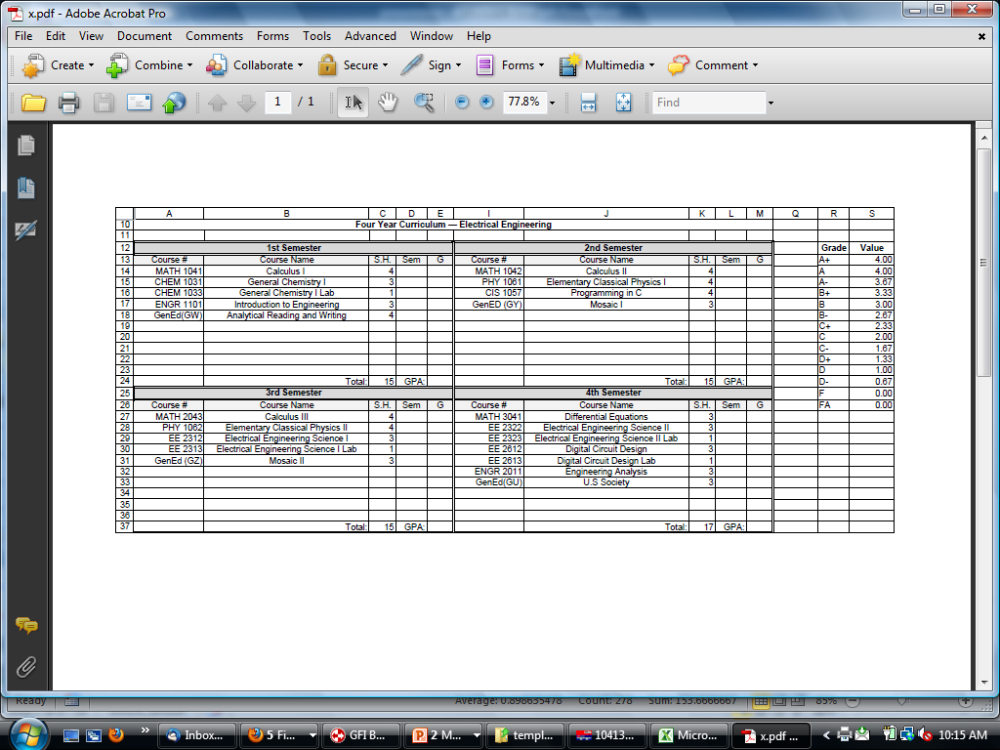 x.pdf - Adobe Acrobat Pro
File Edit View Document Comments Forms Tools Advanced Window Help
Create Combine Collaborate Secure Sign Forms Multimedia Comment
1 / 1 77.8% Find
A B C D E I J K L M Q R S
10 Four Year Curriculum — Electrical Engineering
11
12 1st Semester 2nd Semester Grade Value
13 Course # Course Name S.H. Sem G Course # Course Name S.H. Sem G A+ 4.00
14 MATH 1041 Calculus I 4 MATH 1042 Calculus II 4 A 4.00
15 CHEM 1031 General Chemistry I 3 PHY 1061 Elementary Classical Physics I 4 A- 3.67
16 CHEM 1033 General Chemistry I Lab 1 CIS 1057 Programming in C 4 B+ 3.33
17 ENGR 1101 Introduction to Engineering 3 GenED (GY) Mosaic I 3 B 3.00
18 GenEd(GW) Analytical Reading and Writing 4 B- 2.67
19 C+ 2.33
20 C 2.00
21 C- 1.67
22 D+ 1.33
23 D 1.00
24 Total: 15 GPA: Total: 15 GPA: D- 0.67
25 3rd Semester 4th Semester F 0.00
26 Course # Course Name S.H. Sem G Course # Course Name S.H. Sem G FA 0.00
27 MATH 2043 Calculus III 4 MATH 3041 Differential Equations 3
28 PHY 1062 Elementary Classical Physics II 4 EE 2322 Electrical Engineering Science II 3
29 EE 2312 Electrical Engineering Science I 3 EE 2323 Electrical Engineering Science II Lab 1
30 EE 2313 Electrical Engineering Science I Lab 1 EE 2612 Digital Circuit Design 3
31 GenEd (GZ) Mosaic II 3 EE 2613 Digital Circuit Design Lab 1
32 ENGR 2011 Engineering Analysis 3
33 GenEd(GU) U.S Society 3
34
35
36
37 Total: 15 GPA: Total: 17 GPA:
Ready Average: 0.898635478 Count: 278 Sum: 153.6666667 85%
Inbox... 5 Fi... GFI B... 2 M... templ... 10413... Micro... x.pdf ... 10:15 AM